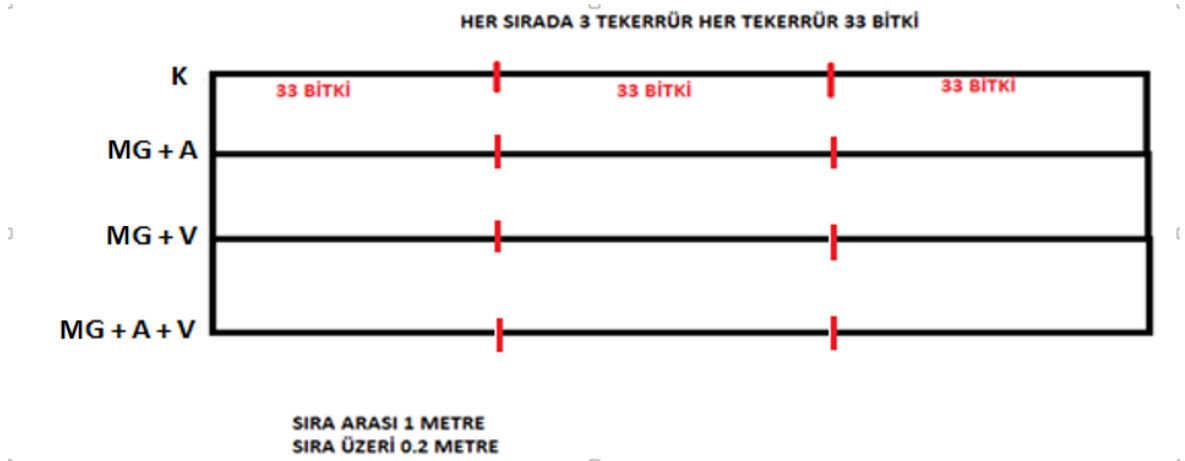 HER SIRADA 3 TEKERRÜR HER TEKERRÜR 33 BİTKİ
K
33 BİTKİ
33 BİTKİ
33 BİTKİ
MG + A
MG + V
MG + A + V
SIRA ARASI 1 METRE
SIRA ÜZERİ 0.2 METRE